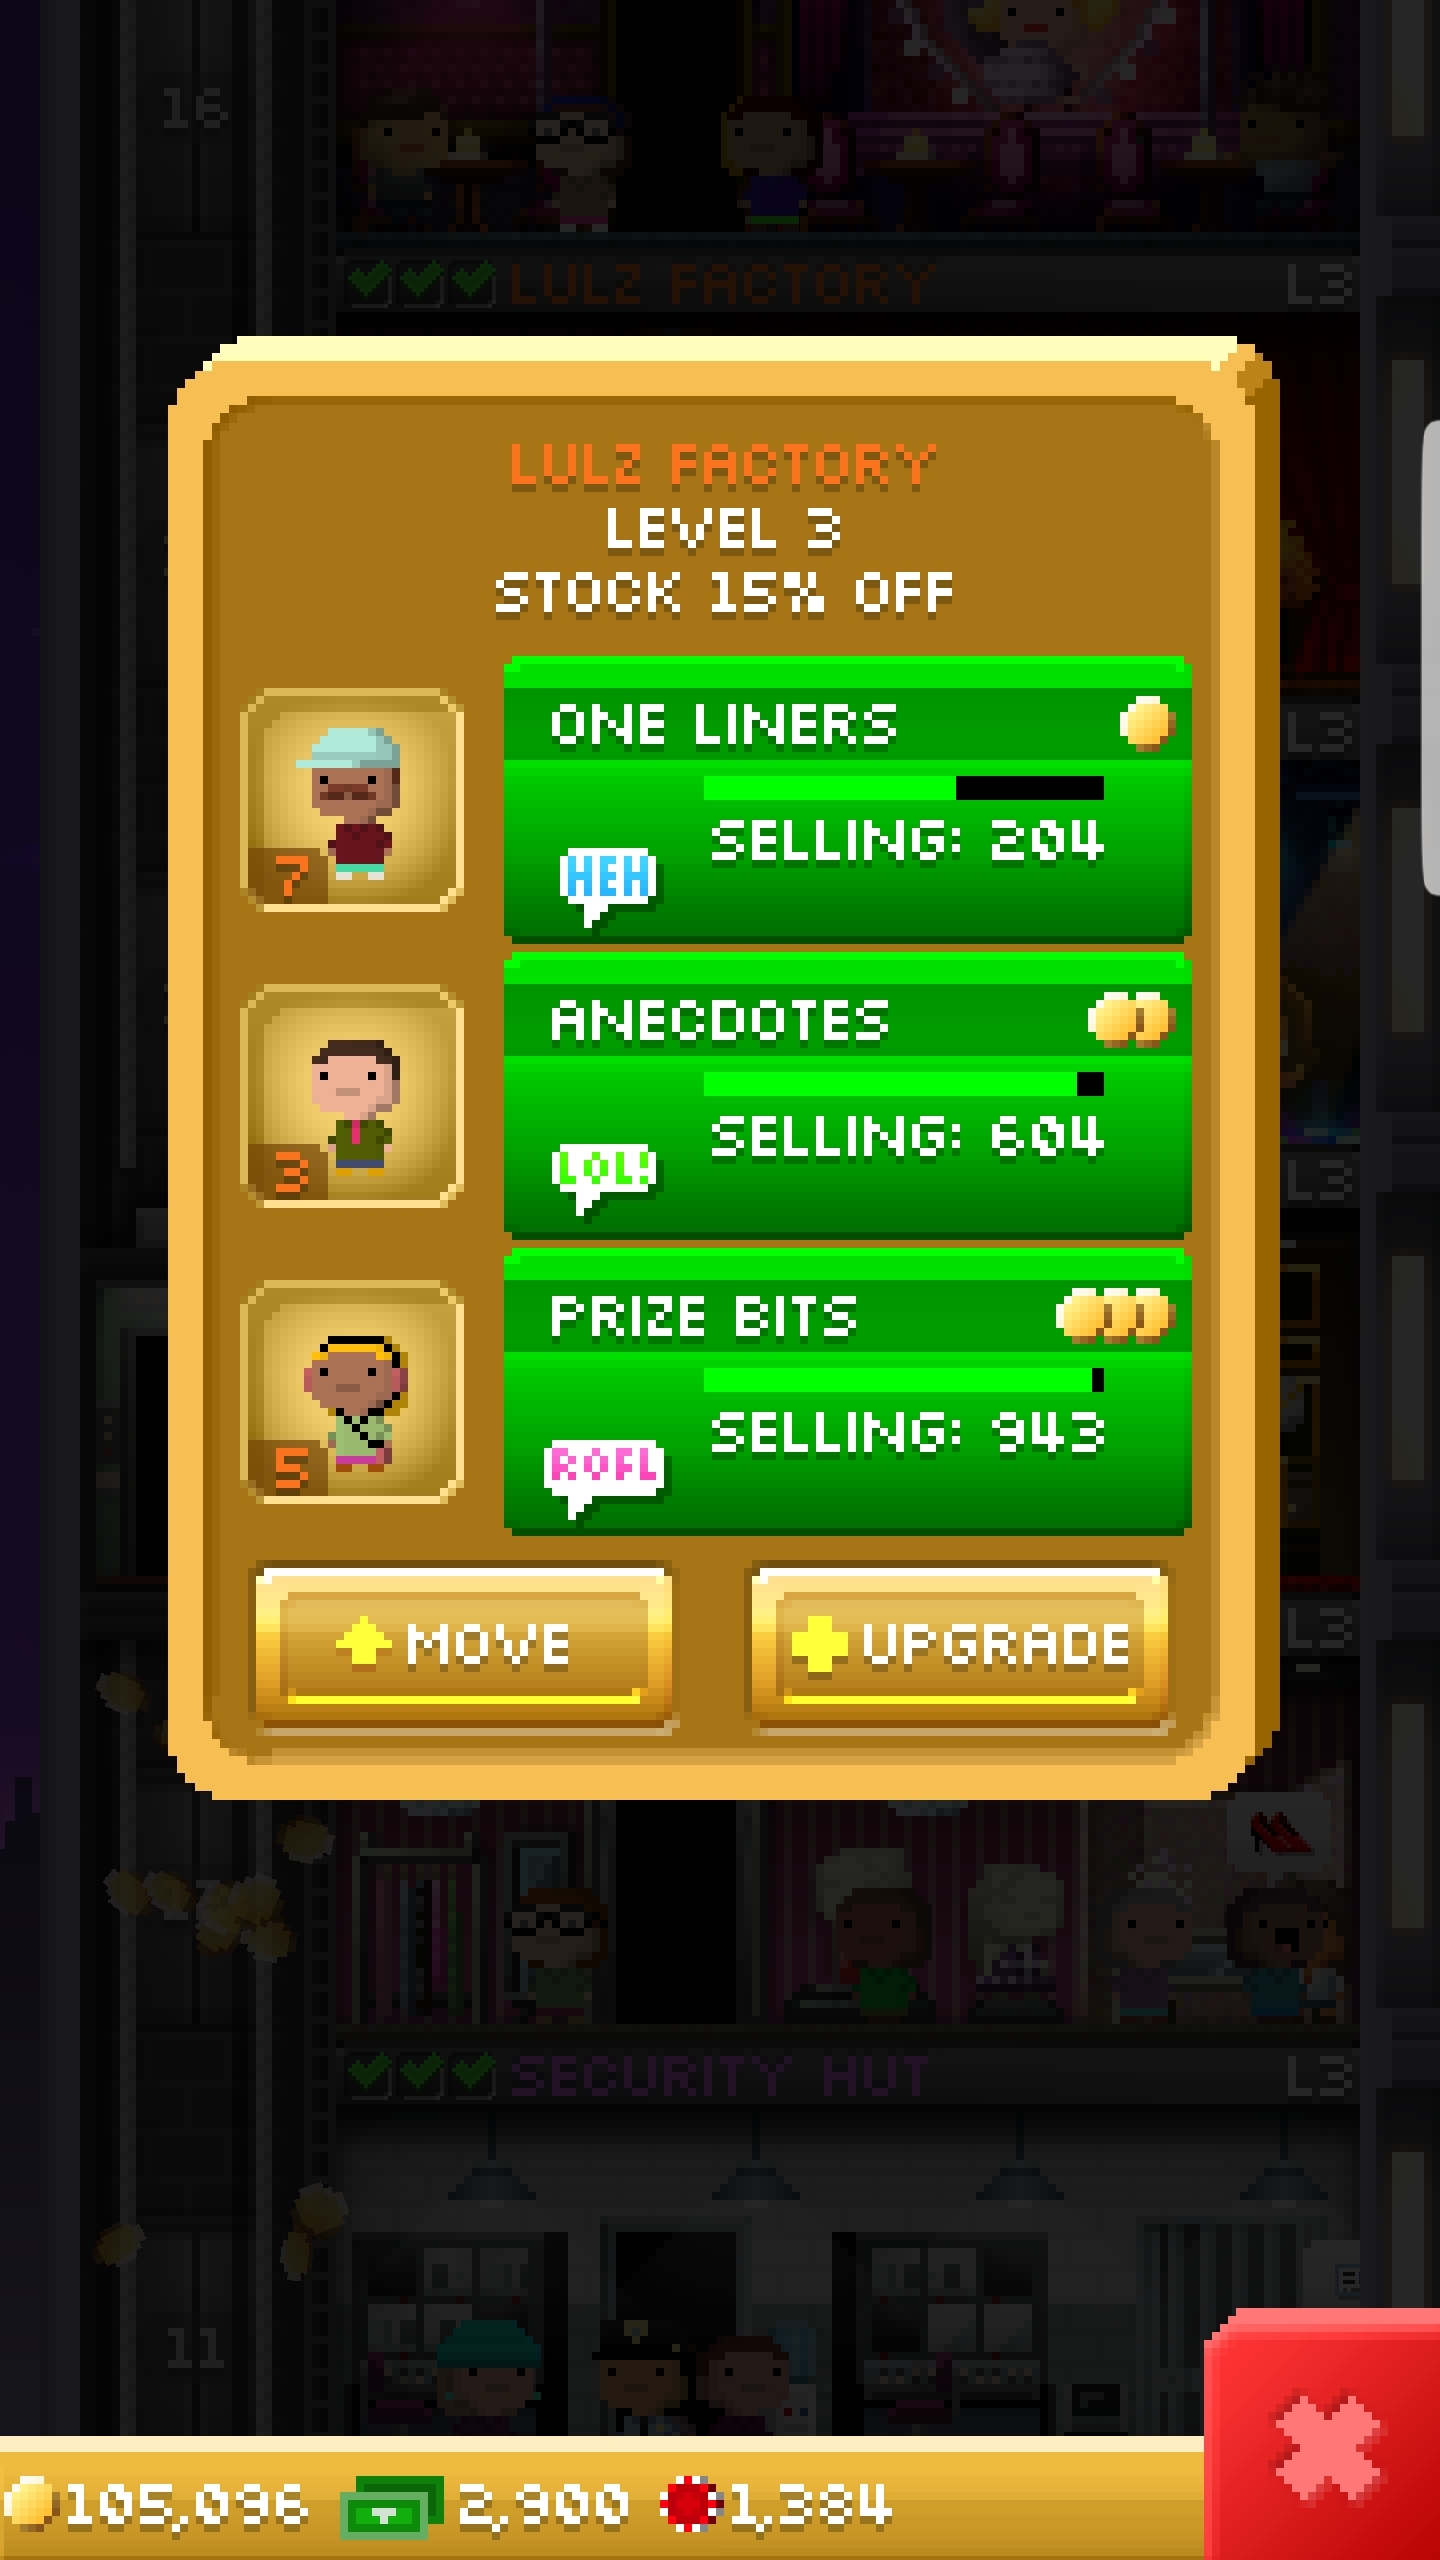 16
LULZ FACTORY L3
LULZ FACTORY
LEVEL 3
STOCK 15% OFF
ONE LINERS
L3
SELLING: 204
HEH
7
ANECDOTES
SELLING: 604
LOL!
3
L3
PRIZE BITS
SELLING: 943
ROFL
5
MOVE
UPGRADE
L3
SECURITY HUT L3
11
105,096 2,900 1,384